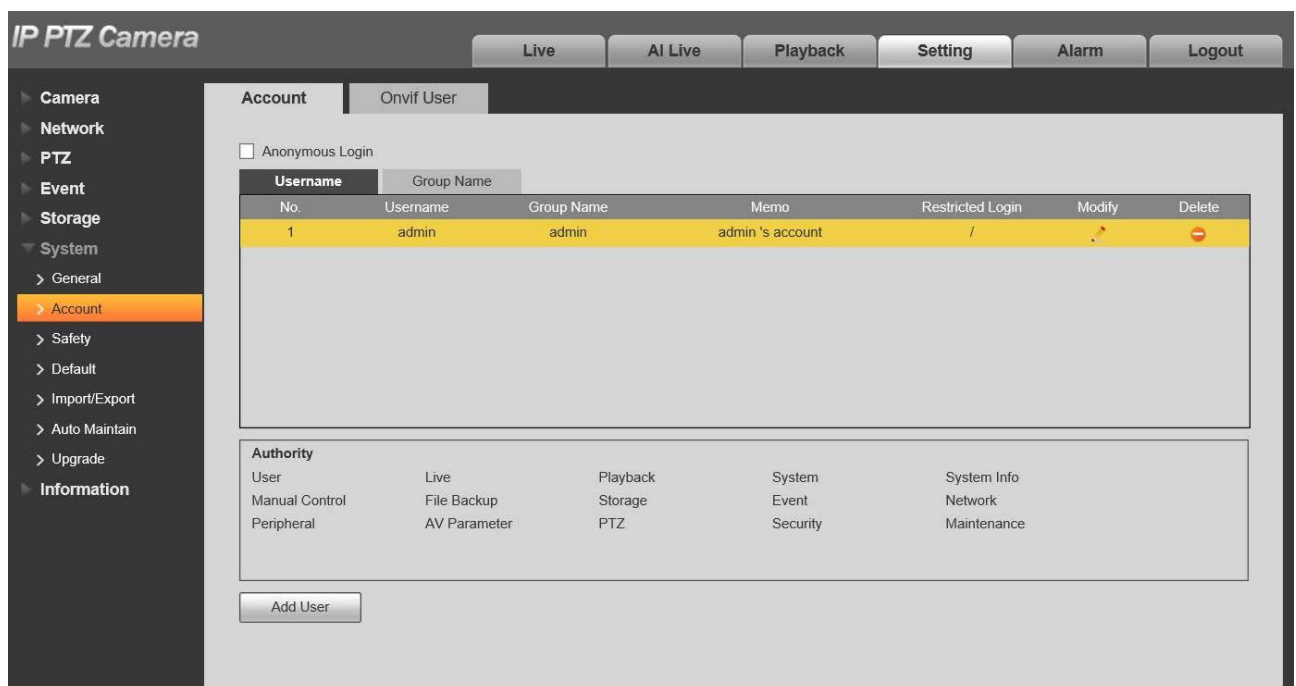 IP PTZ Camera
Live AI Live Playback Setting Alarm Logout
Camera
Network
PTZ
Event
Storage
System
General
Account
Safety
Default
Import/Export
Auto Maintain
Upgrade
Information
Account Onvif User
Anonymous Login
Username Group Name
No. Username Group Name Memo Restricted Login Modify Delete
1 admin admin admin 's account /
Authority
User Live Playback System System Info
Manual Control File Backup Storage Event Network
Peripheral AV Parameter PTZ Security Maintenance
Add User